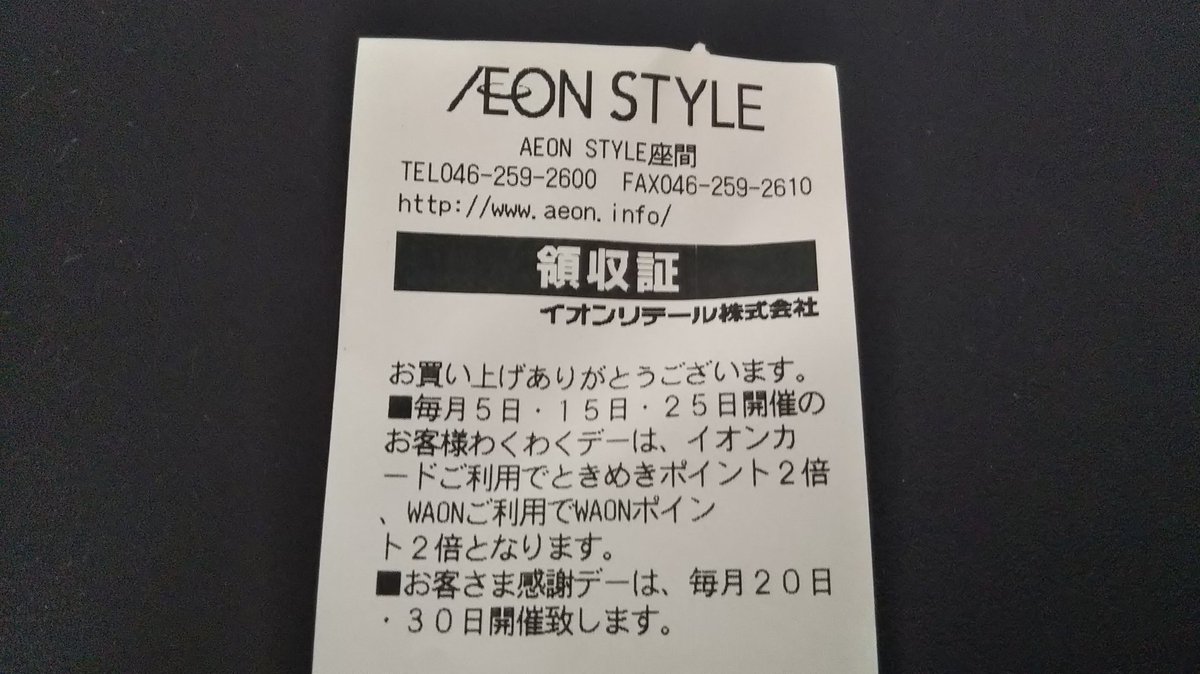 ÆON STYLE
AEON STYLE座間
TEL046-259-2600 FAX046-259-2610
http://www.aeon.info/
領収証
イオンリテール株式会社
お買い上げありがとうございます。
■毎月5日・15日・25日開催の
お客様わくわくデーは、イオンカ
ードご利用でときめきポイント2倍
、WAONご利用でWAONポイン
ト2倍となります。
■お客さま感謝デーは、毎月20日
・30日開催致します。